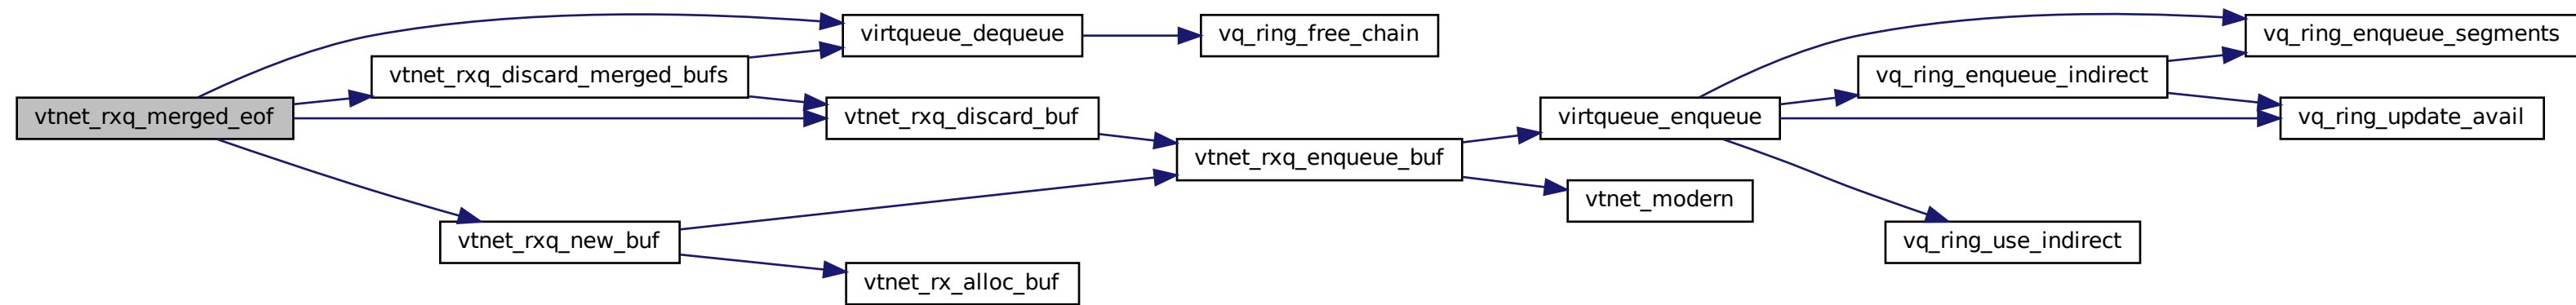 vtnet_rxq_merged_eof
vtnet_rxq_discard_merged_bufs
vtnet_rxq_new_buf
virtqueue_dequeue
vtnet_rxq_discard_buf
vtnet_rx_alloc_buf
vq_ring_free_chain
vtnet_rxq_enqueue_buf
virtqueue_enqueue
vtnet_modern
vq_ring_enqueue_indirect
vq_ring_use_indirect
vq_ring_enqueue_segments
vq_ring_update_avail